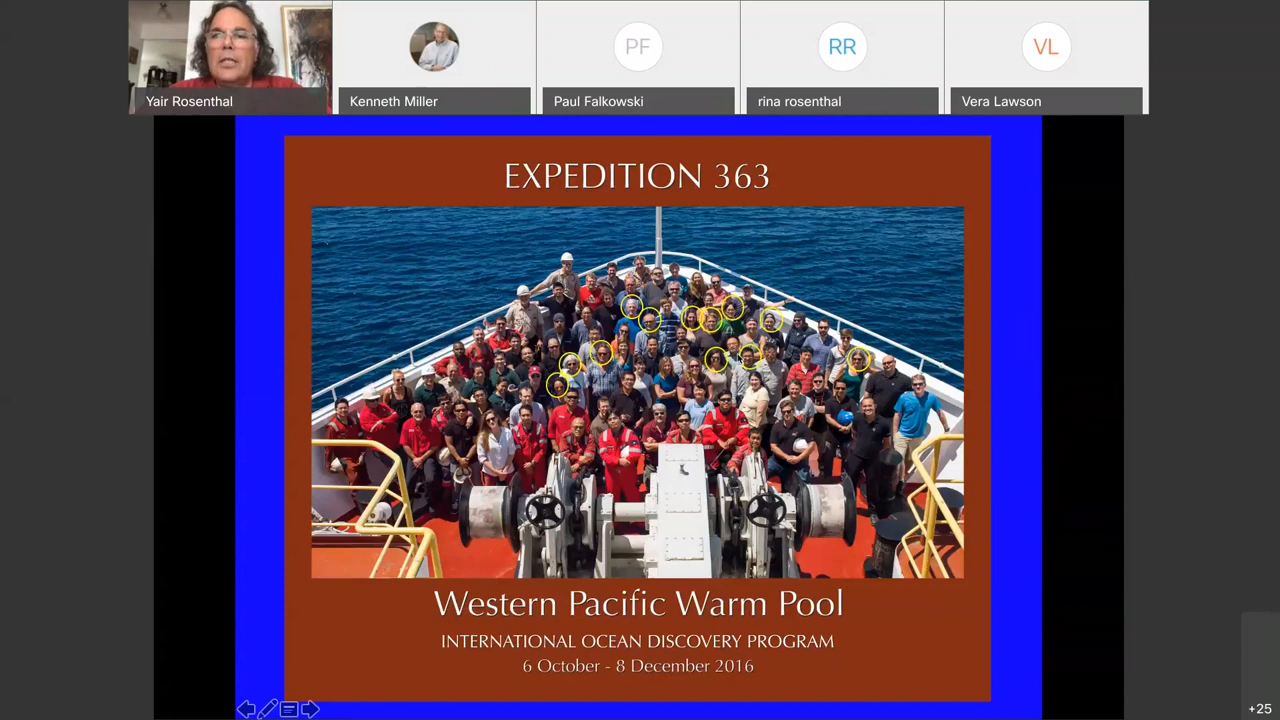 Yair Rosenthal
Kenneth Miller
PF
Paul Falkowski
RR
rina rosenthal
VL
Vera Lawson
EXPEDITION 363
Western Pacific Warm Pool
INTERNATIONAL OCEAN DISCOVERY PROGRAM
6 October - 8 December 2016
+25